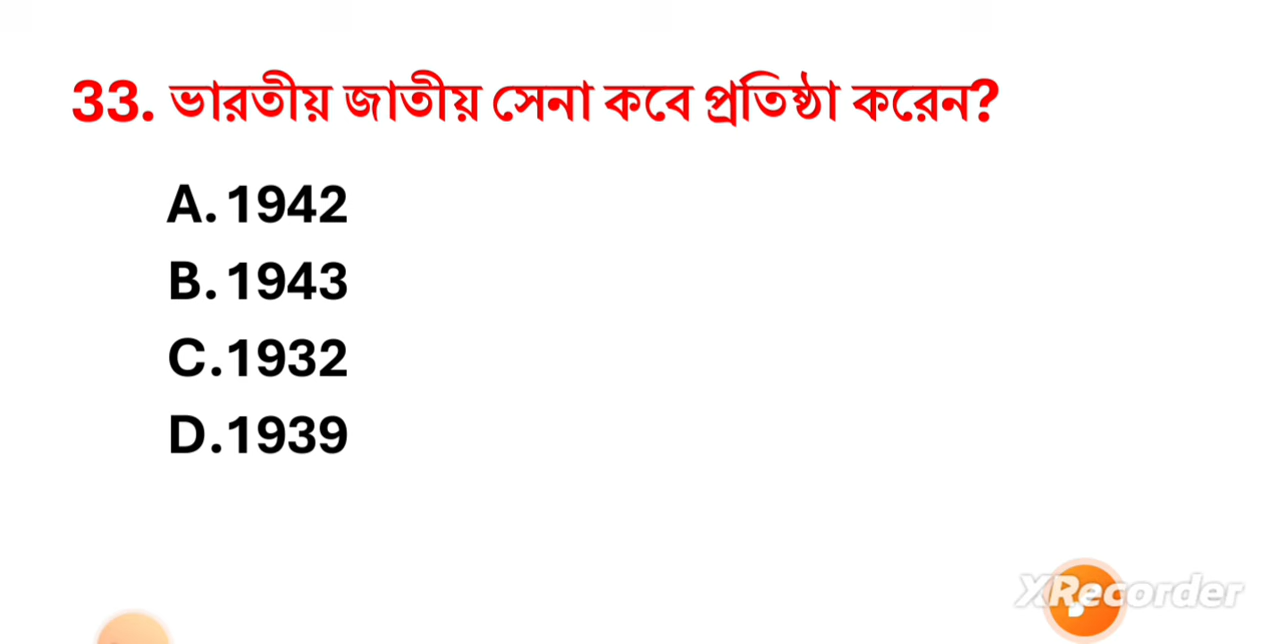 33. ভারতীয় জাতীয় সেনা কবে প্রতিষ্ঠা করেন?
A. 1942
B. 1943
C.1932
D.1939
XRecorder